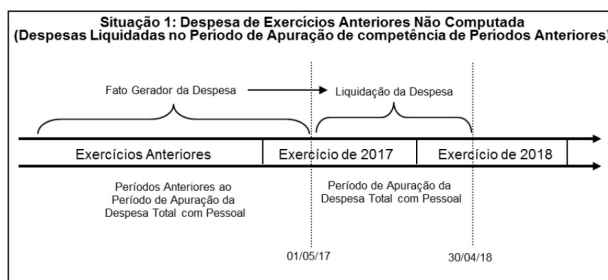 Situação 1: Despesa de Exercícios Anteriores Não Computada
(Despesas Liquidadas no Período de Apuração de competência de Períodos Anteriores)
Fato Gerador da Despesa
Liquidação da Despesa
Exercícios Anteriores
Exercício de 2017
Exercício de 2018
Períodos Anteriores ao
Período de Apuração da
Despesa Total com Pessoal
Período de Apuração da
Despesa Total com Pessoal
01/05/17
30/04/18